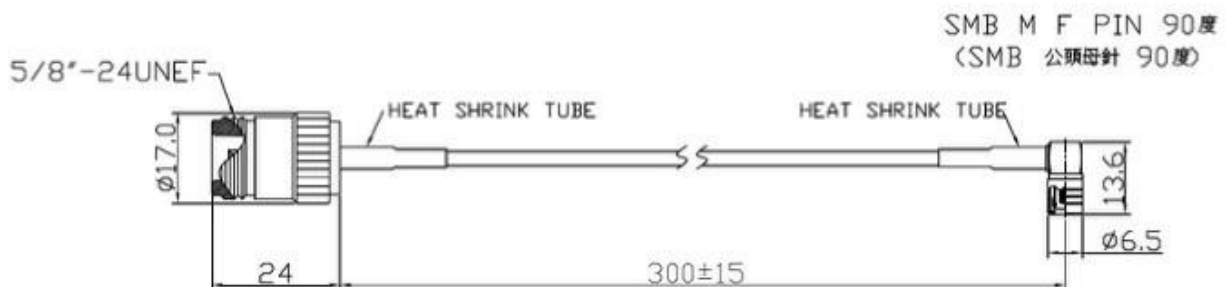 SMB M F PIN 90度
(SMB 公頭母針 90度)
5/8"-24UNEF
HEAT SHRINK TUBE
HEAT SHRINK TUBE
Ø17.0
13.6
Ø6.5
24
300±15